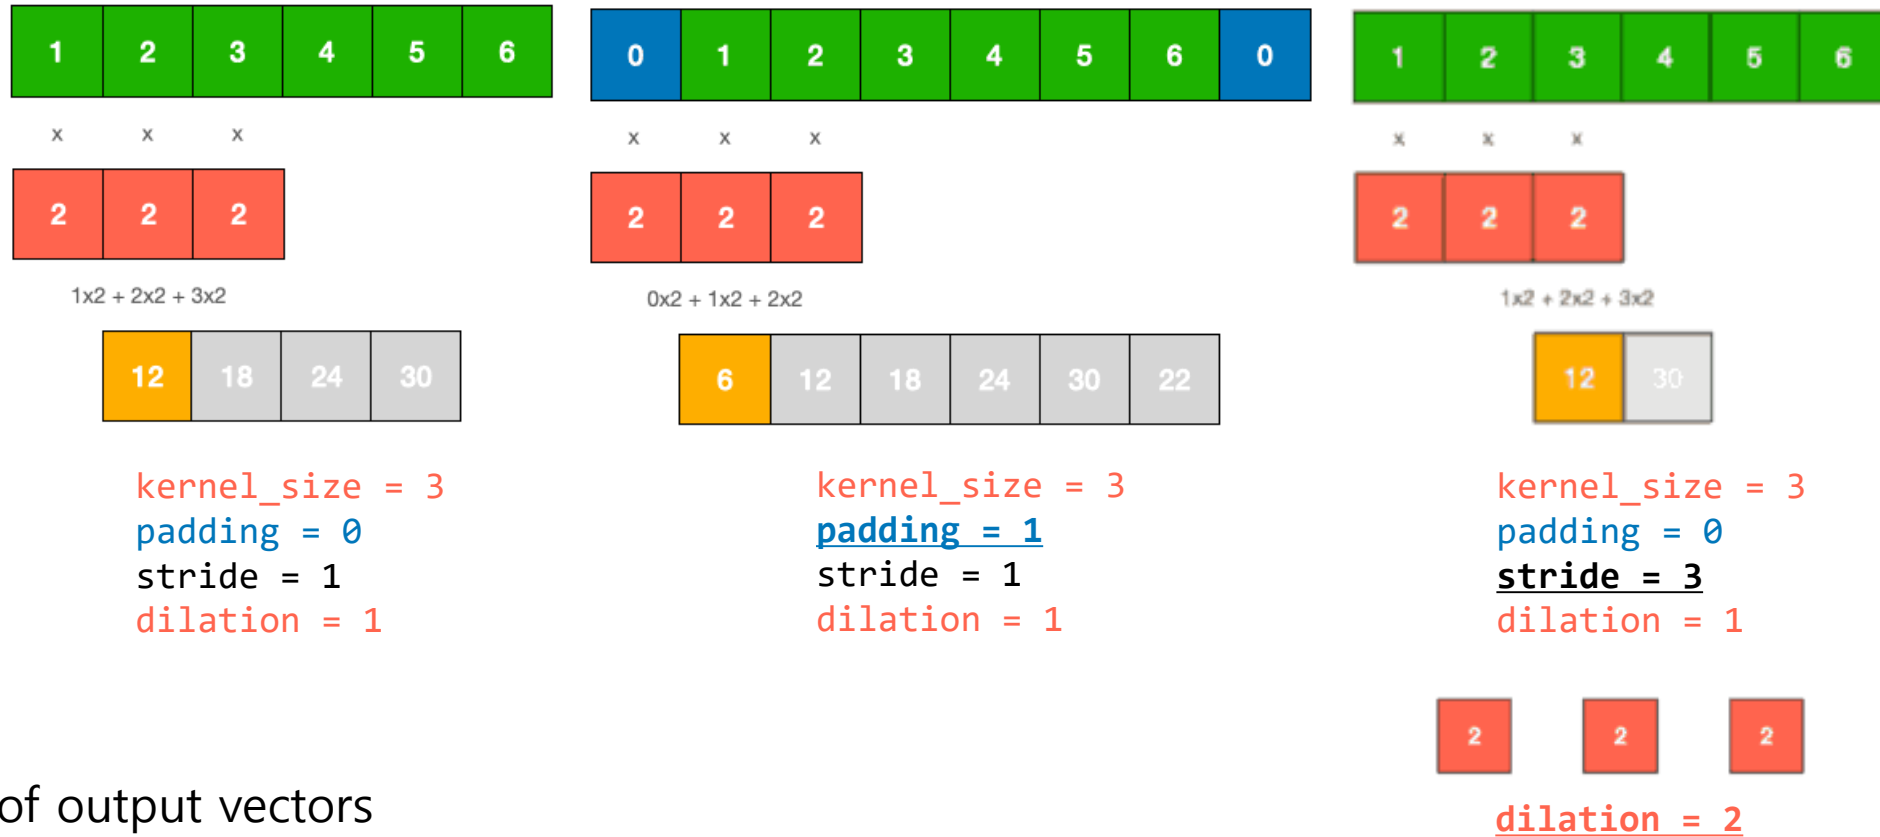 1 2 3 4 5 6
x x x
2 2 2
1x2 + 2x2 + 3x2
12 18 24 30
kernel_size = 3
padding = 0
stride = 1
dilation = 1
0 1 2 3 4 5 6 0
x x x
2 2 2
0x2 + 1x2 + 2x2
6 12 18 24 30 22
kernel_size = 3
padding = 1
stride = 1
dilation = 1
1 2 3 4 5 6
x x x
2 2 2
1x2 + 2x2 + 3x2
12 30
kernel_size = 3
padding = 0
stride = 3
dilation = 1
2 2 2
dilation = 2
of output vectors